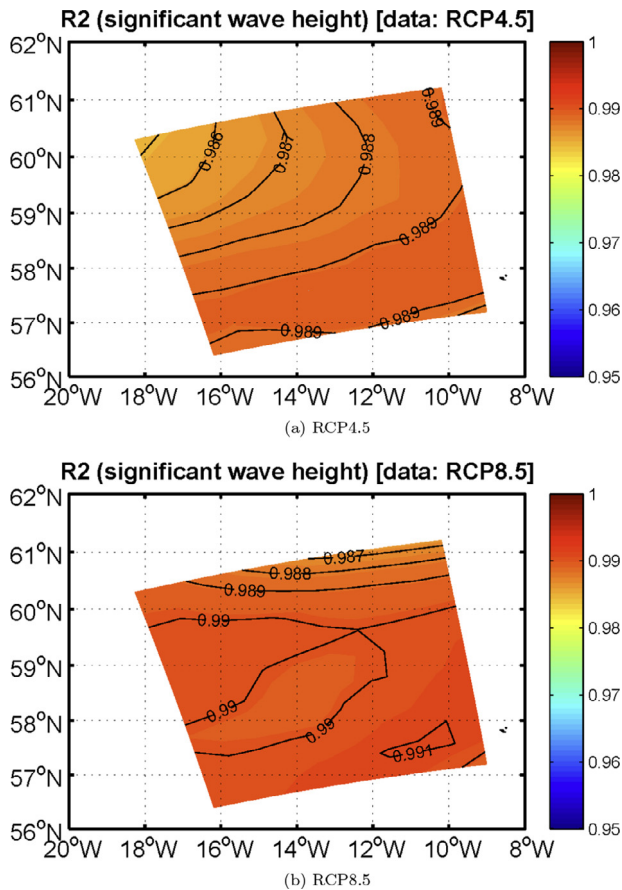 R2 (significant wave height) [data: RCP4.5]
62°N
61°N
60°N
59°N
58°N
57°N
56°N
20°W 18°W 16°W 14°W 12°W 10°W 8°W
0.986
0.987
0.988
0.989
0.989
0.989
0.989
1
0.99
0.98
0.97
0.96
0.95
(a) RCP4.5
R2 (significant wave height) [data: RCP8.5]
62°N
61°N
60°N
59°N
58°N
57°N
56°N
20°W 18°W 16°W 14°W 12°W 10°W 8°W
0.987
0.988
0.989
0.99
0.99
0.99
0.991
1
0.99
0.98
0.97
0.96
0.95
(b) RCP8.5